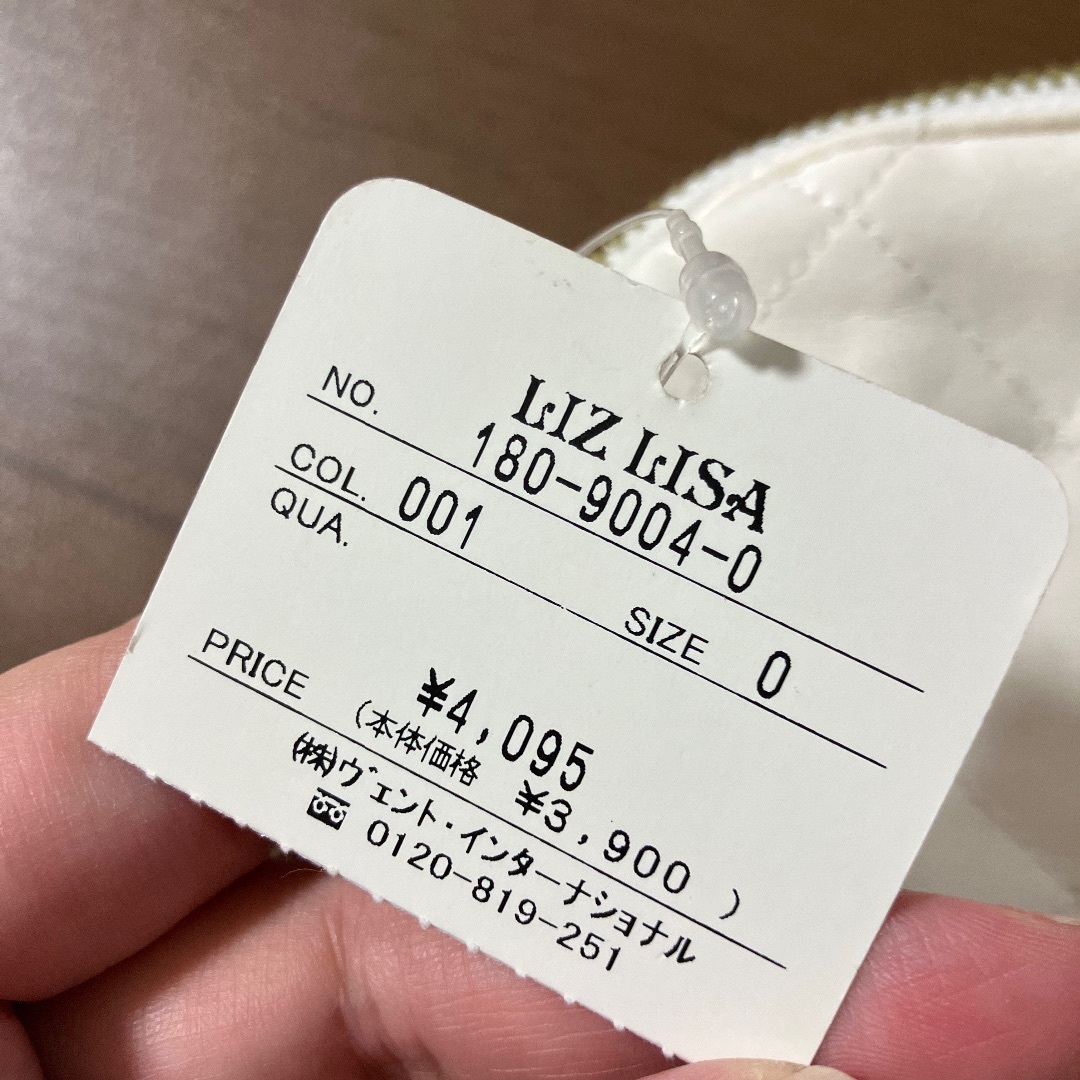 LIZ LISA
NO. 180-9004-0
COL. 001 SIZE 0
QUA.
PRICE ¥4,095
(本体価格 ¥3,900 )
(株)ヴェント・インターナショナル
0120-819-251